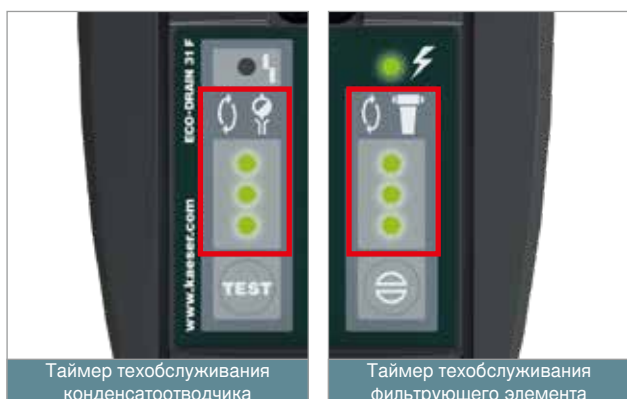 ECO-DRAIN 31 F
www.kaeser.com
TEST
Таймер техобслуживания
конденсатоотводчика
Таймер техобслуживания
фильтрующего элемента